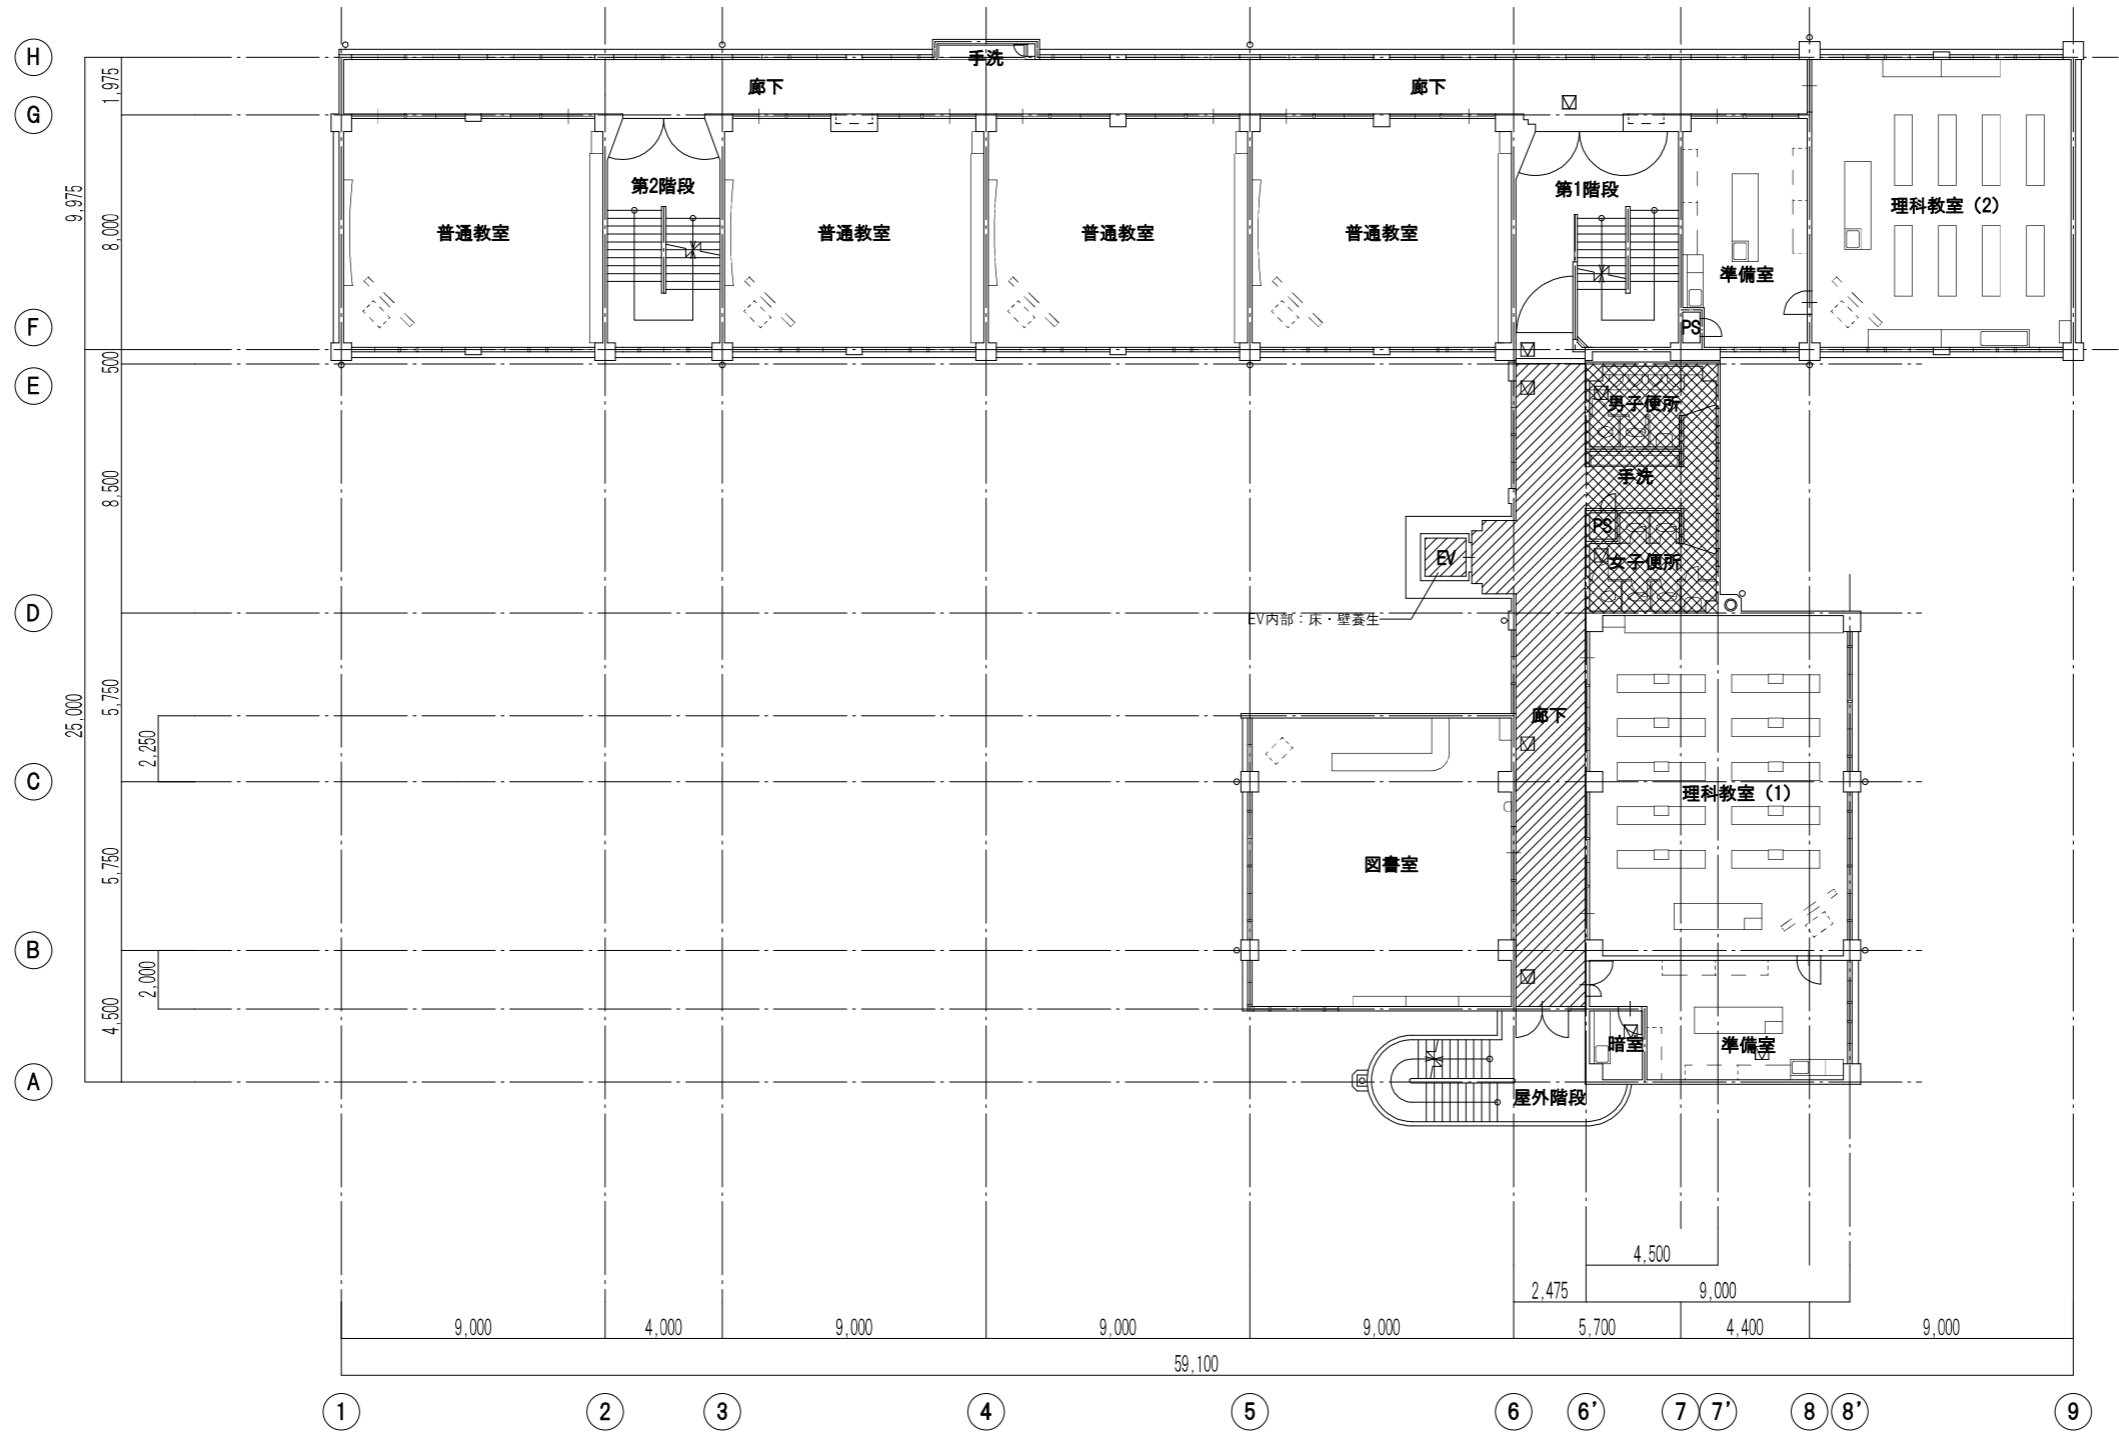 H
手洗
廊下
廊下
1,975
G
第2階段
第1階段
9,975
8,000
普通教室
普通教室
普通教室
普通教室
理科教室（2）
準備室
F
PS
500
E
男子便所
手洗
8,500
PS
EV
女子便所
D
EV内部：床・壁養生
5,750
25,000
2,250
廊下
C
理科教室（1）
5,750
図書室
B
2,000
4,500
暗室
準備室
A
屋外階段
4,500
2,475
9,000
9,000
4,000
9,000
9,000
9,000
5,700
4,400
9,000
59,100
1
2
3
4
5
6
6'
7
7'
8
8'
9